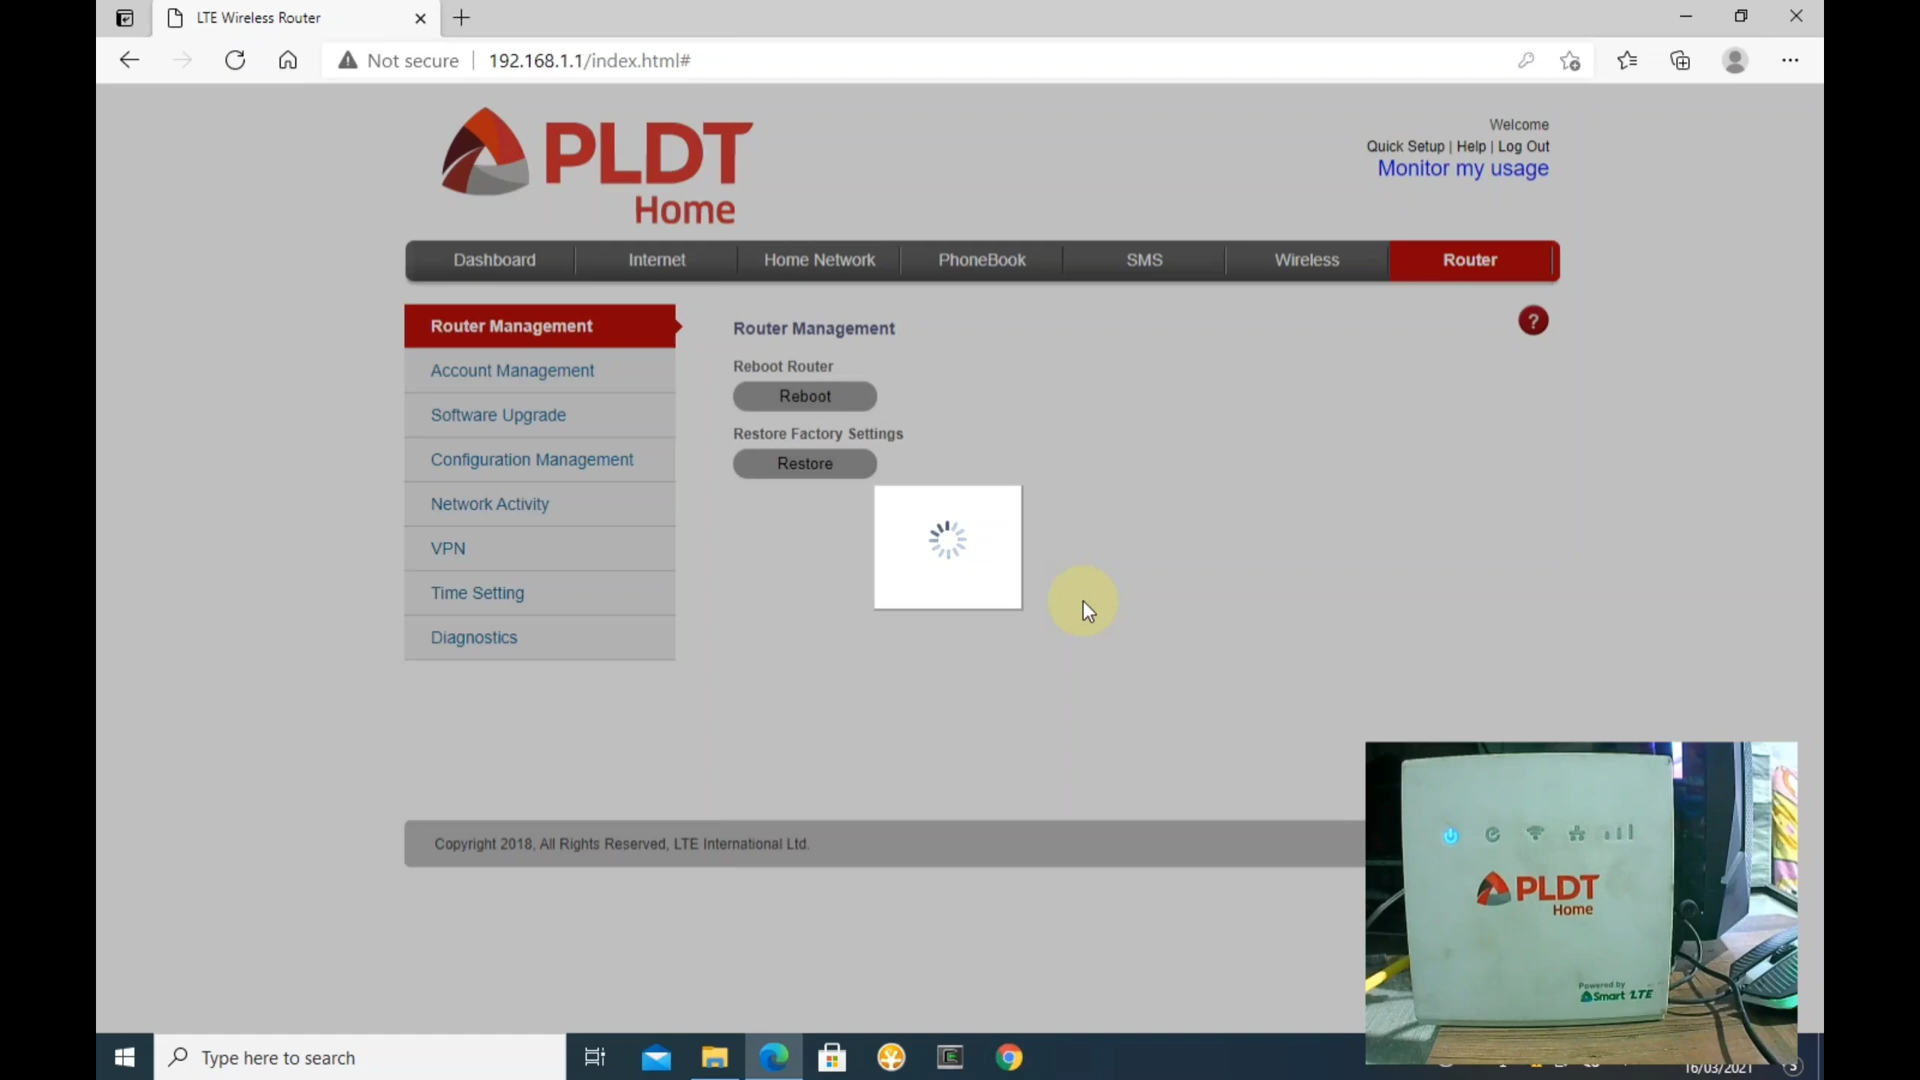 LTE Wireless Router
Not secure
192.168.1.1/index.html#
PLDT
Home
Welcome
Quick Setup | Help | Log Out
Monitor my usage
Dashboard
Internet
Home Network
PhoneBook
SMS
Wireless
Router
Router Management
Account Management
Software Upgrade
Configuration Management
Network Activity
VPN
Time Setting
Diagnostics
Router Management
?
Reboot Router
Reboot
Restore Factory Settings
Restore
Copyright 2018, All Rights Reserved, LTE International Ltd.
PLDT
Home
Powered by
Smart LTE
Type here to search
16/03/2021
3